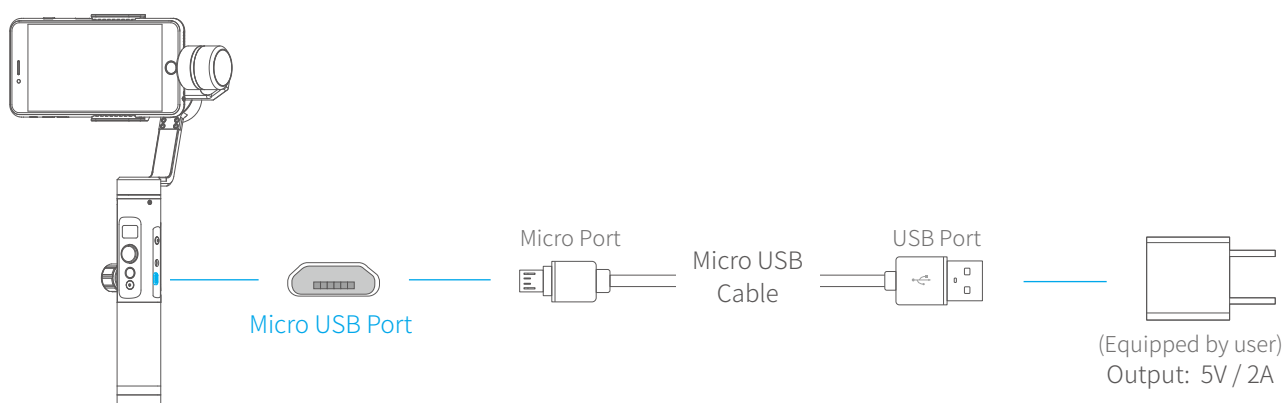 Micro USB Port
Micro Port
Micro USB
Cable
USB Port
(Equipped by user)
Output: 5V / 2A